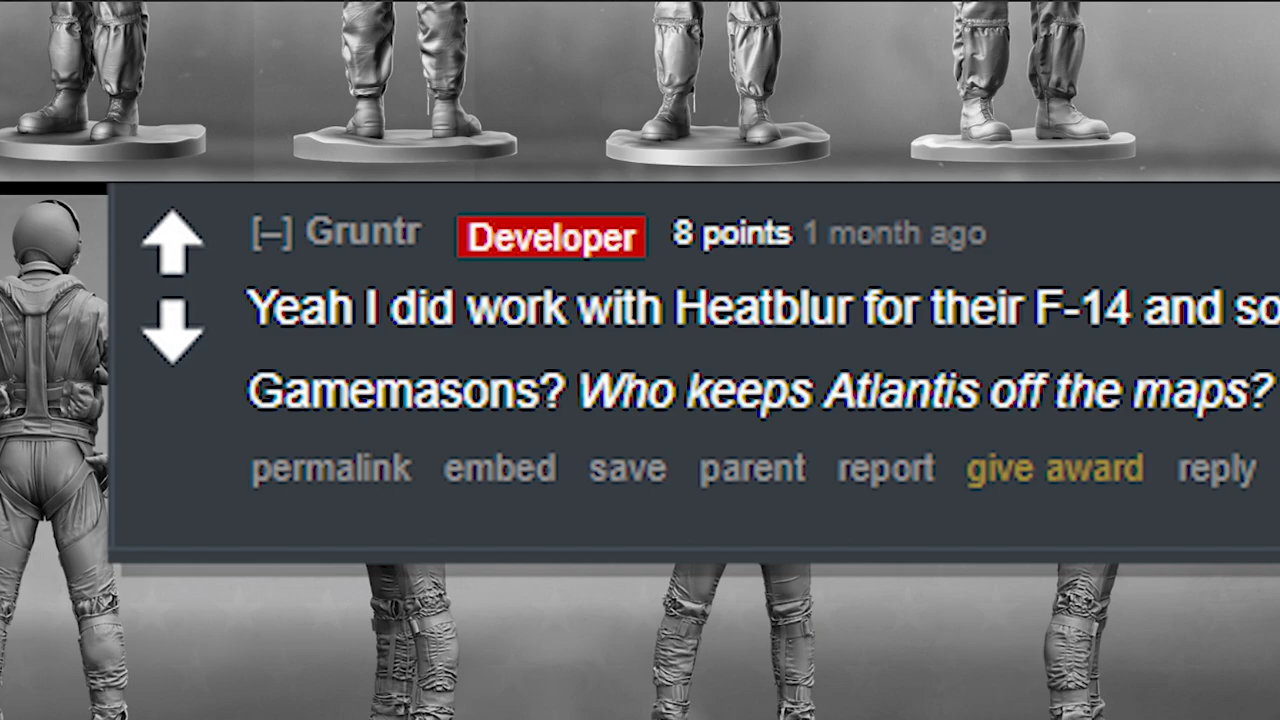 [–] Gruntr Developer 8 points 1 month ago
Yeah I did work with Heatblur for their F-14 and so
Gamemasons? Who keeps Atlantis off the maps?
permalink embed save parent report give award reply